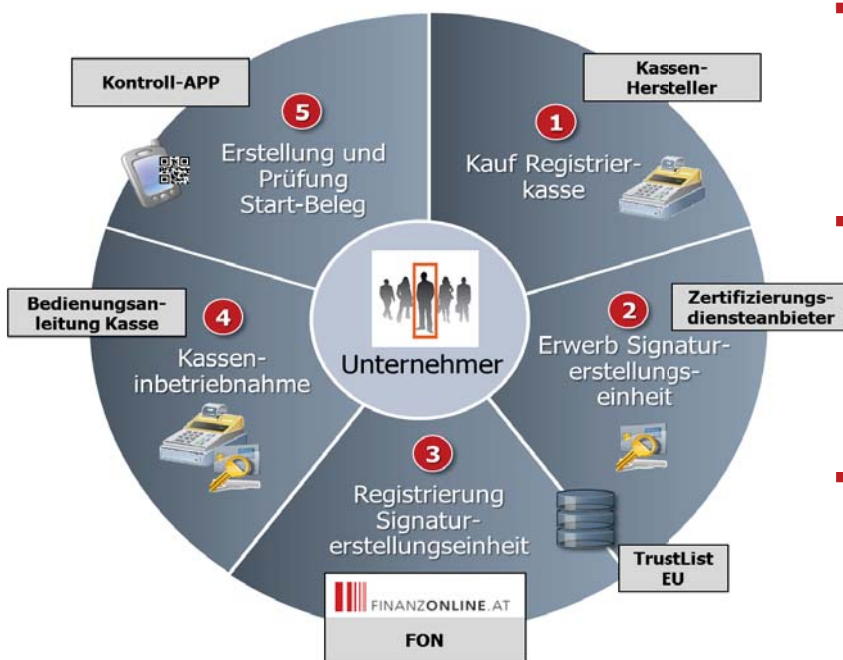 Kassen-
Hersteller
1
Kauf Registrier-
kasse
Zertifizierungs-
diensteanbieter
2
Erwerb Signatur-
erstellungs-
einheit
TrustList
EU
3
Registrierung
Signatur-
erstellungseinheit
FINANZONLINE.AT
FON
Bedienungsan-
leitung Kasse
4
Kassen-
inbetriebnahme
Kontroll-APP
5
Erstellung und
Prüfung
Start-Beleg
Unternehmer